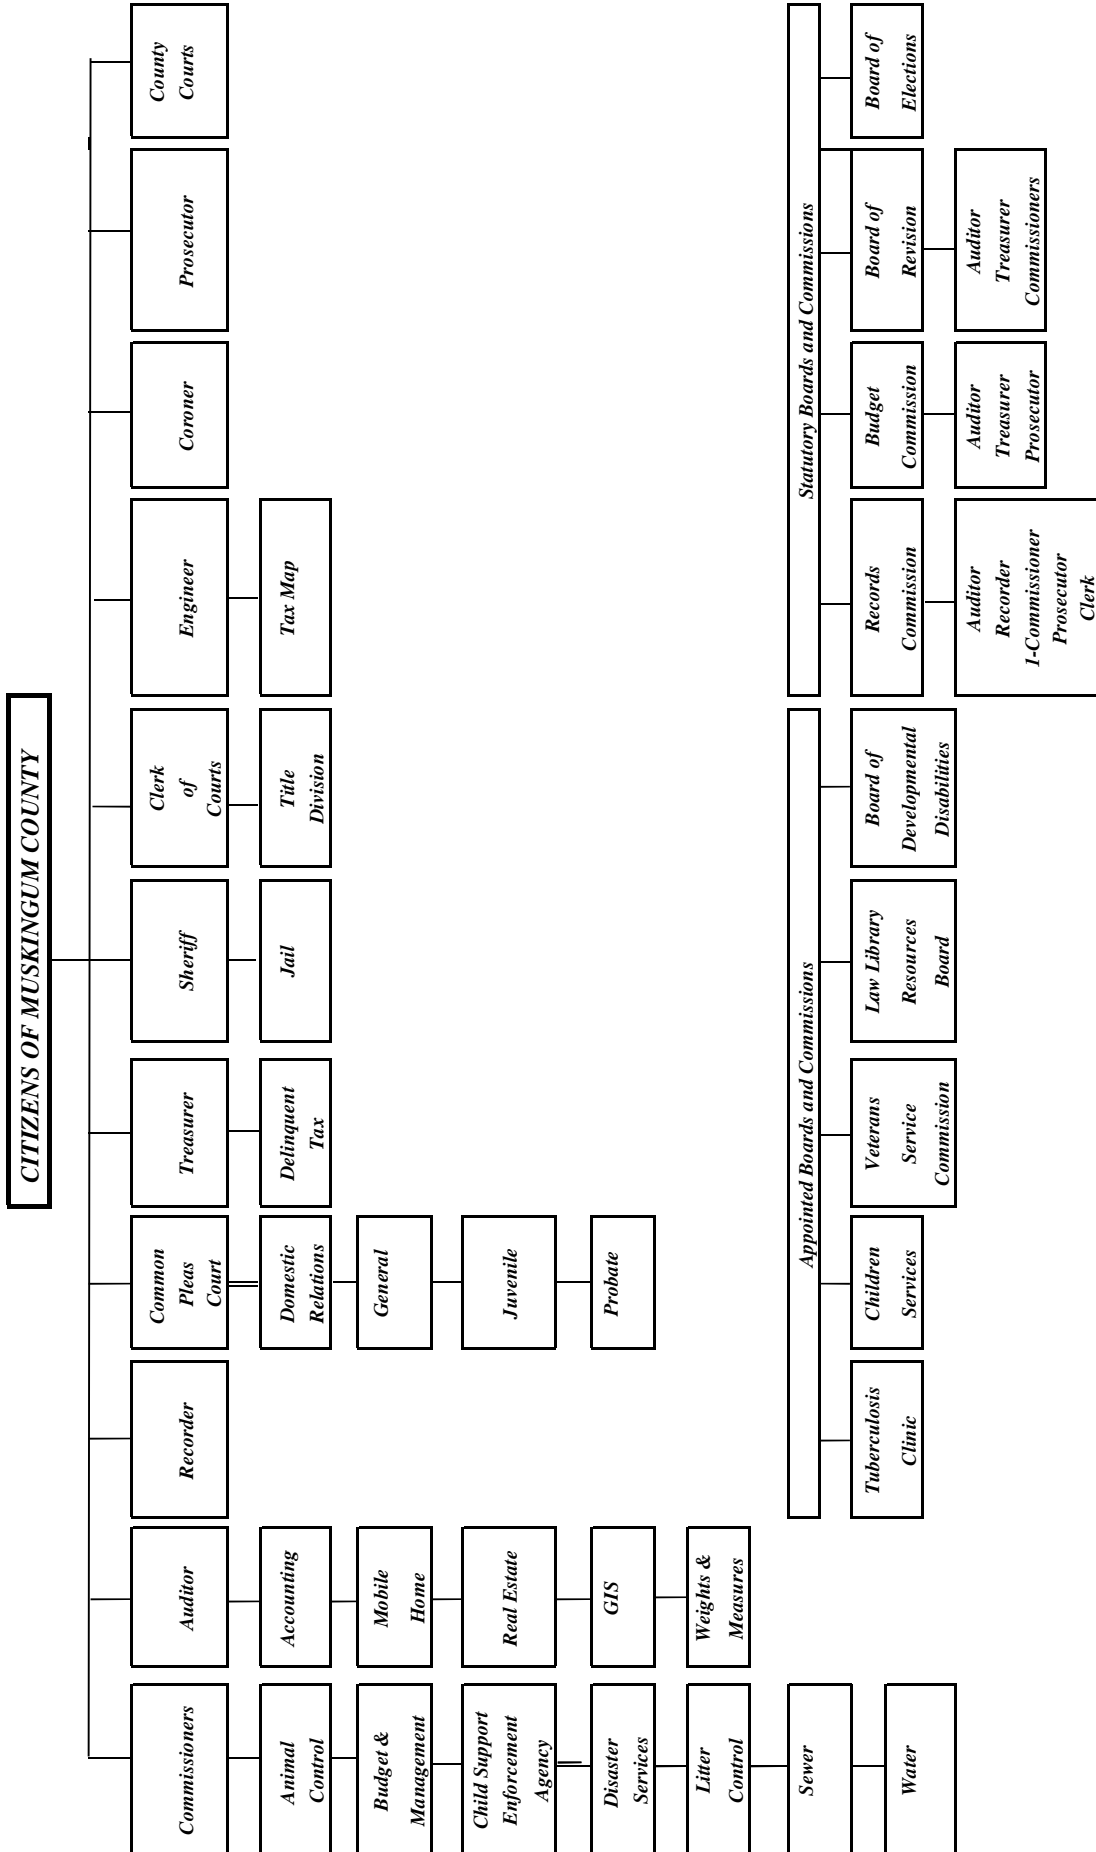 CITIZENS OF MUSKINGUM COUNTY
Commissioners
Auditor
Recorder
Common
Pleas
Court
Treasurer
Sheriff
Clerk
of
Courts
Engineer
Coroner
Prosecutor
County
Courts
Animal
Control
Accounting
Domestic
Relations
Delinquent
Tax
Jail
Title
Division
Tax Map
Budget &
Management
Mobile
Home
General
Child Support
Enforcement
Agency
Real Estate
Juvenile
Disaster
Services
GIS
Probate
Litter
Control
Weights &
Measures
Sewer
Water
Appointed Boards and Commissions
Tuberculosis
Clinic
Children
Services
Veterans
Service
Commission
Law Library
Resources
Board
Board of
Developmental
Disabilities
Statutory Boards and Commissions
Records
Commission
Budget
Commission
Board of
Revision
Board of
Elections
Auditor
Recorder
1-Commissioner
Prosecutor
Clerk
Auditor
Treasurer
Prosecutor
Auditor
Treasurer
Commissioners